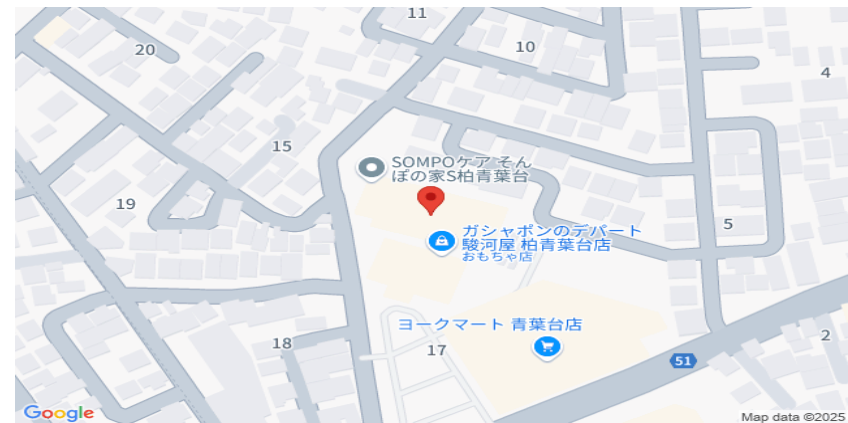 11
20
10
4
15
SOMPOケア そん
ぽの家S柏青葉台
19
5
ガシャポンのデパート
駿河屋 柏青葉台店
おもちゃ店
ヨークマート 青葉台店
18
17
2
51
Google
Map data ©2025